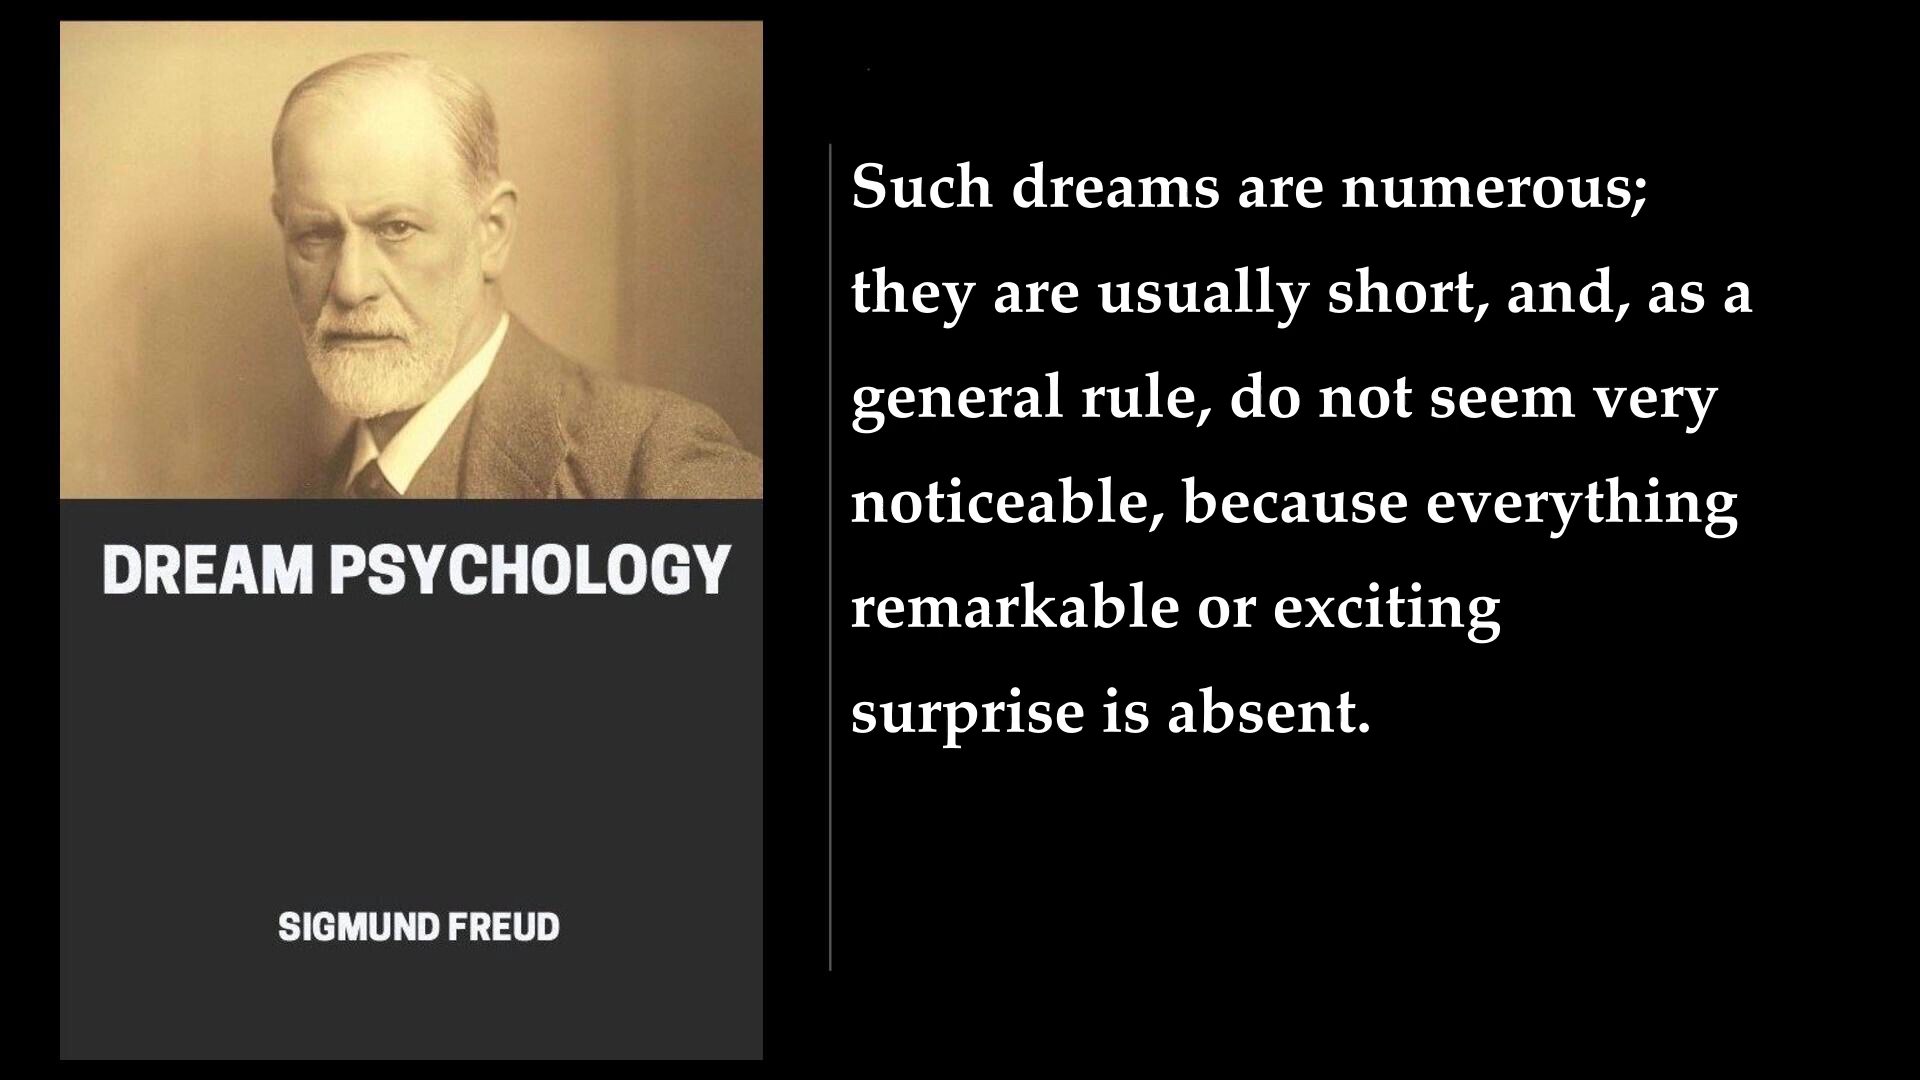 DREAM PSYCHOLOGY
SIGMUND FREUD
Such dreams are numerous;
they are usually short, and, as a
general rule, do not seem very
noticeable, because everything
remarkable or exciting
surprise is absent.